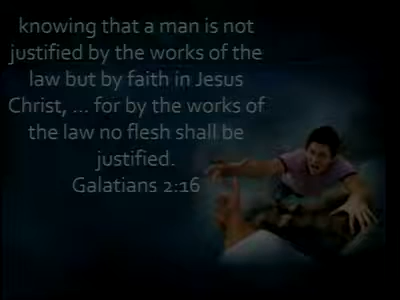 knowing that a man is not
justified by the works of the
law but by faith in Jesus
Christ, ... for by the works of
the law no flesh shall be
justified.
Galatians 2:16